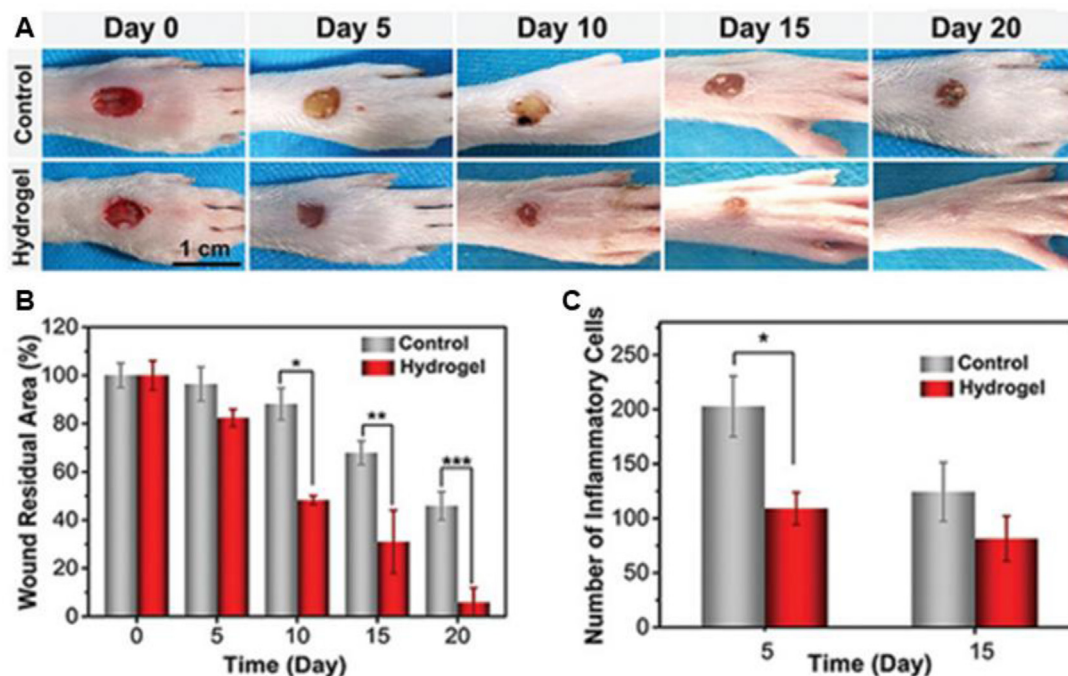 A
Day 0 Day 5 Day 10 Day 15 Day 20
Control
Hydrogel
1 cm
B
120
100
80
60
40
20
0
Wound Residual Area (%)
Control
Hydrogel
*
**
***
0 5 10 15 20
Time (Day)
C
250
200
150
100
50
0
Number of Inflammatory Cells
*
Control
Hydrogel
5 15
Time (Day)